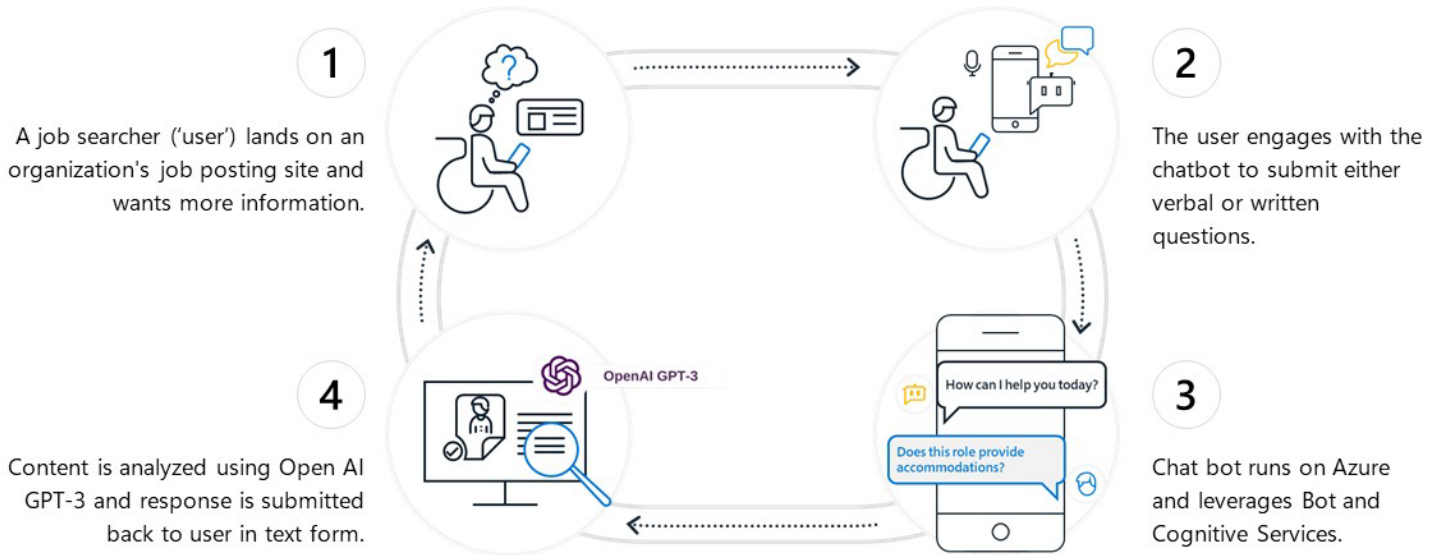 1
A job searcher (‘user’) lands on an
organization's job posting site and
wants more information.
?
2
The user engages with the
chatbot to submit either
verbal or written
questions.
3
How can I help you today?
Does this role provide
accommodations?
Chat bot runs on Azure
and leverages Bot and
Cognitive Services.
4
OpenAI GPT-3
Content is analyzed using Open AI
GPT-3 and response is submitted
back to user in text form.